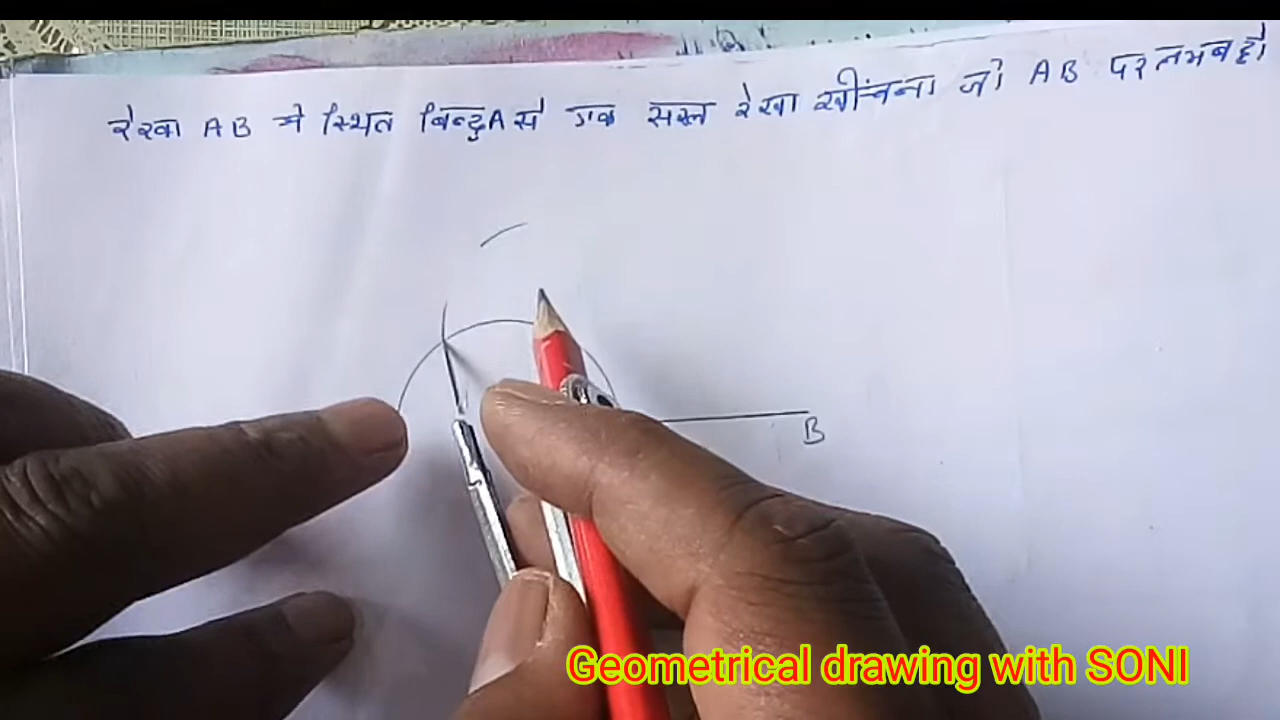 रेखा AB मे स्थित बिन्दु A से एक सरल रेखा खींचना जो AB पर लम्ब हो।
B
Geometrical drawing with SONI